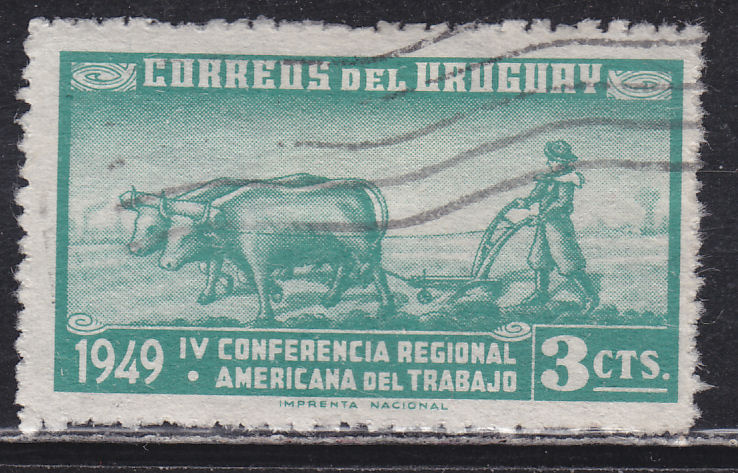 CORREOS DEL URUGUAY
1949 IV CONFERENCIA REGIONAL
• AMERICANA DEL TRABAJO
3 CTS.
IMPRENTA NACIONAL